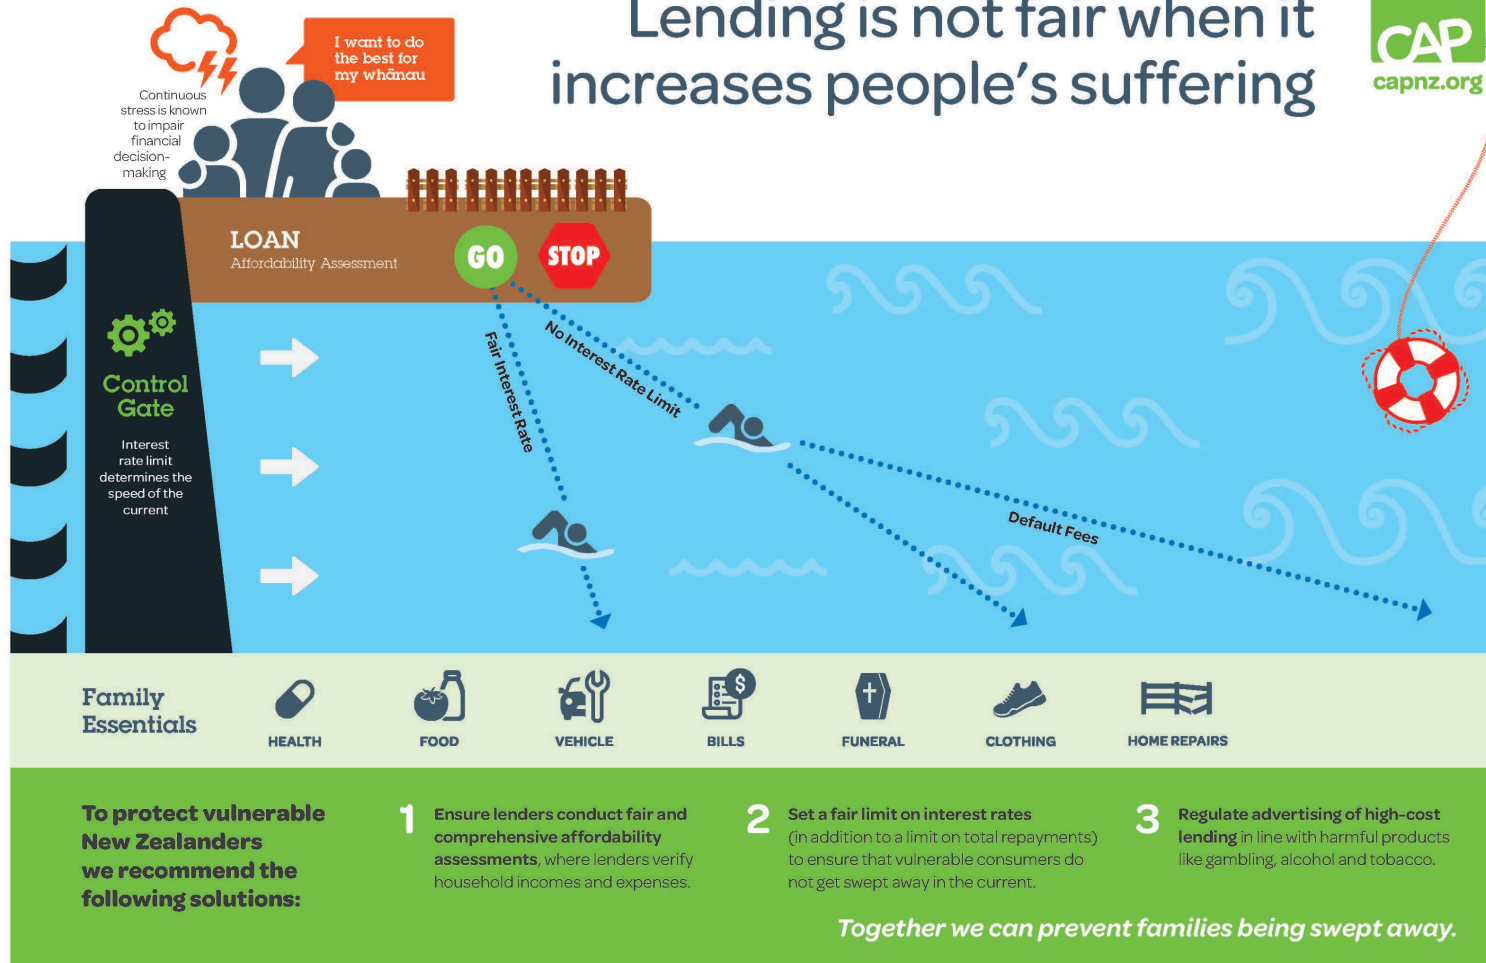 Lending is not fair when it
increases people's suffering
CAP
capnz.org
I want to do
the best for
my whānau
Continuous
stress is known
to impair
financial
decision-
making
LOAN
Affordability Assessment
GO
STOP
Control
Gate
Interest
rate limit
determines the
speed of the
current
Fair Interest Rate
No Interest Rate Limit
Default Fees
Family
Essentials
HEALTH
FOOD
VEHICLE
$
BILLS
FUNERAL
CLOTHING
HOME REPAIRS
To protect vulnerable
New Zealanders
we recommend the
following solutions:
1
Ensure lenders conduct fair and
comprehensive affordability
assessments, where lenders verify
household incomes and expenses.
2
Set a fair limit on interest rates
(in addition to a limit on total repayments)
to ensure that vulnerable consumers do
not get swept away in the current.
3
Regulate advertising of high-cost
lending in line with harmful products
like gambling, alcohol and tobacco.
Together we can prevent families being swept away.